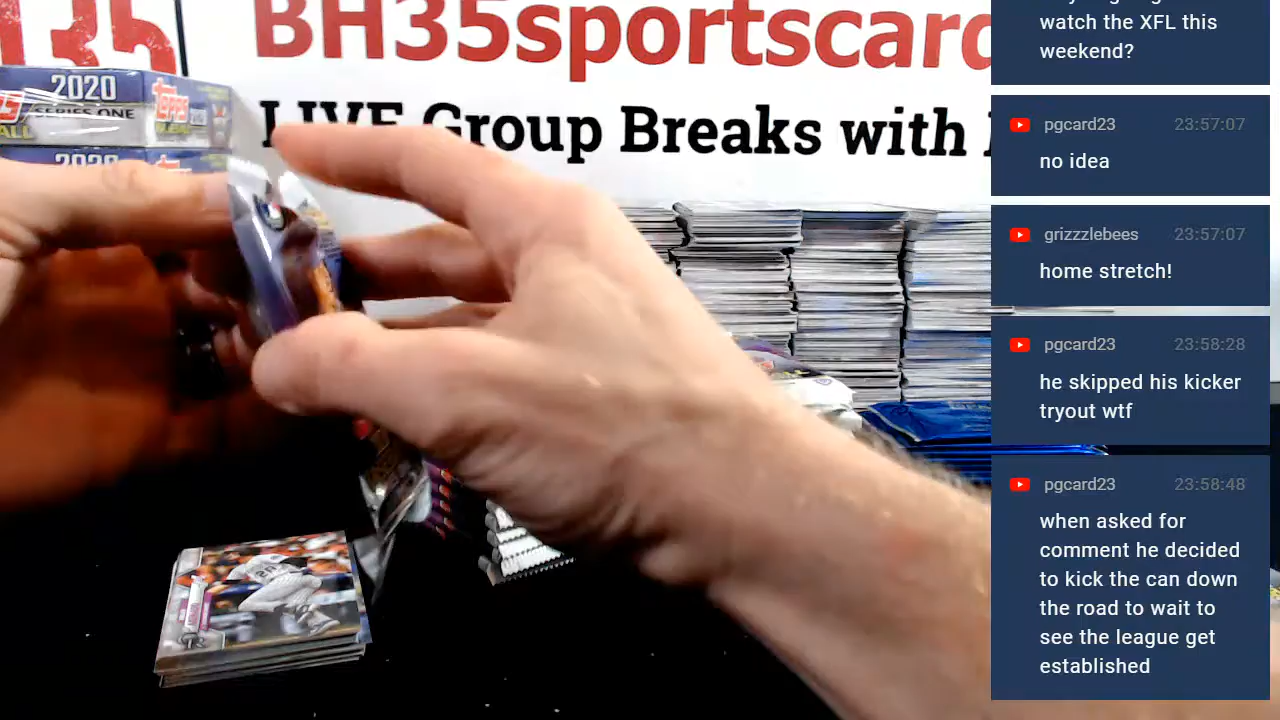 35
BH35sportscard
LIVE Group Breaks with
2020
SERIES ONE
TOPPS
ALL
2020
watch the XFL this
weekend?
pgcard23 23:57:07
no idea
grizzzlebees 23:57:07
home stretch!
pgcard23 23:58:28
he skipped his kicker
tryout wtf
pgcard23 23:58:48
when asked for
comment he decided
to kick the can down
the road to wait to
see the league get
established